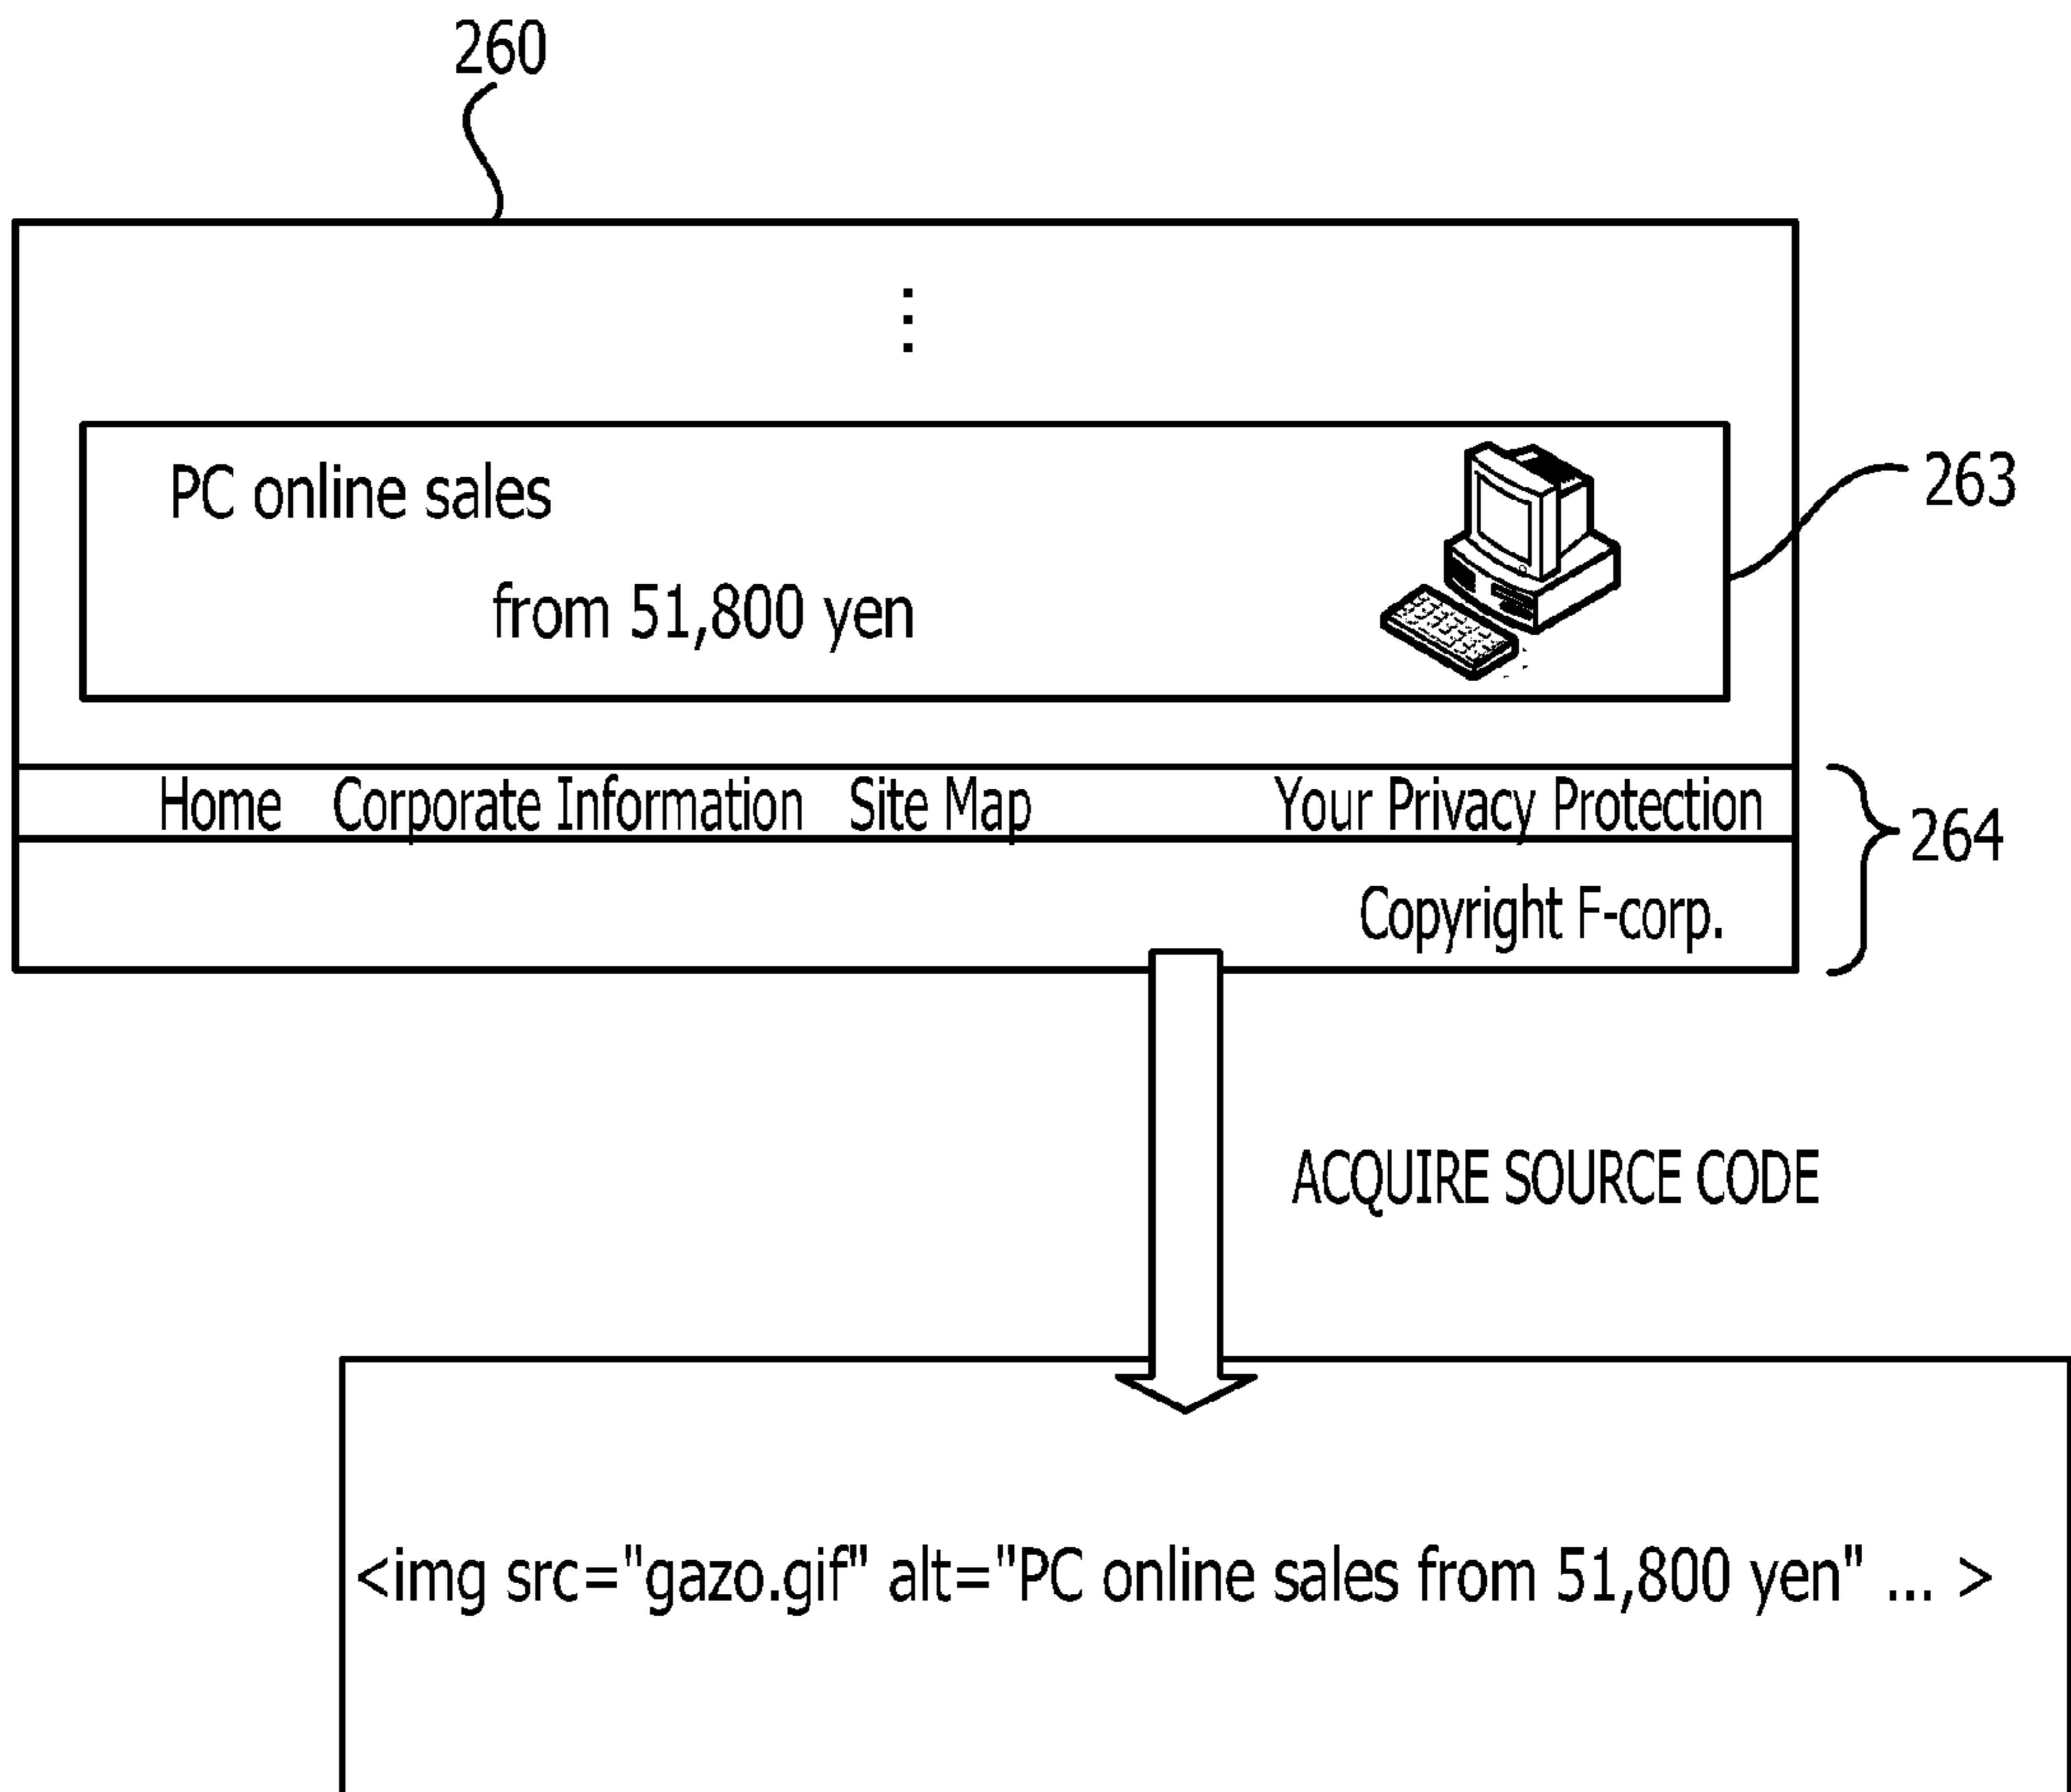 260
PC online sales
from 51,800 yen
263
Home Corporate Information Site Map Your Privacy Protection
264
Copyright F-corp.
ACQUIRE SOURCE CODE
<img src="gazo.gif" alt="PC online sales from 51,800 yen" ... >